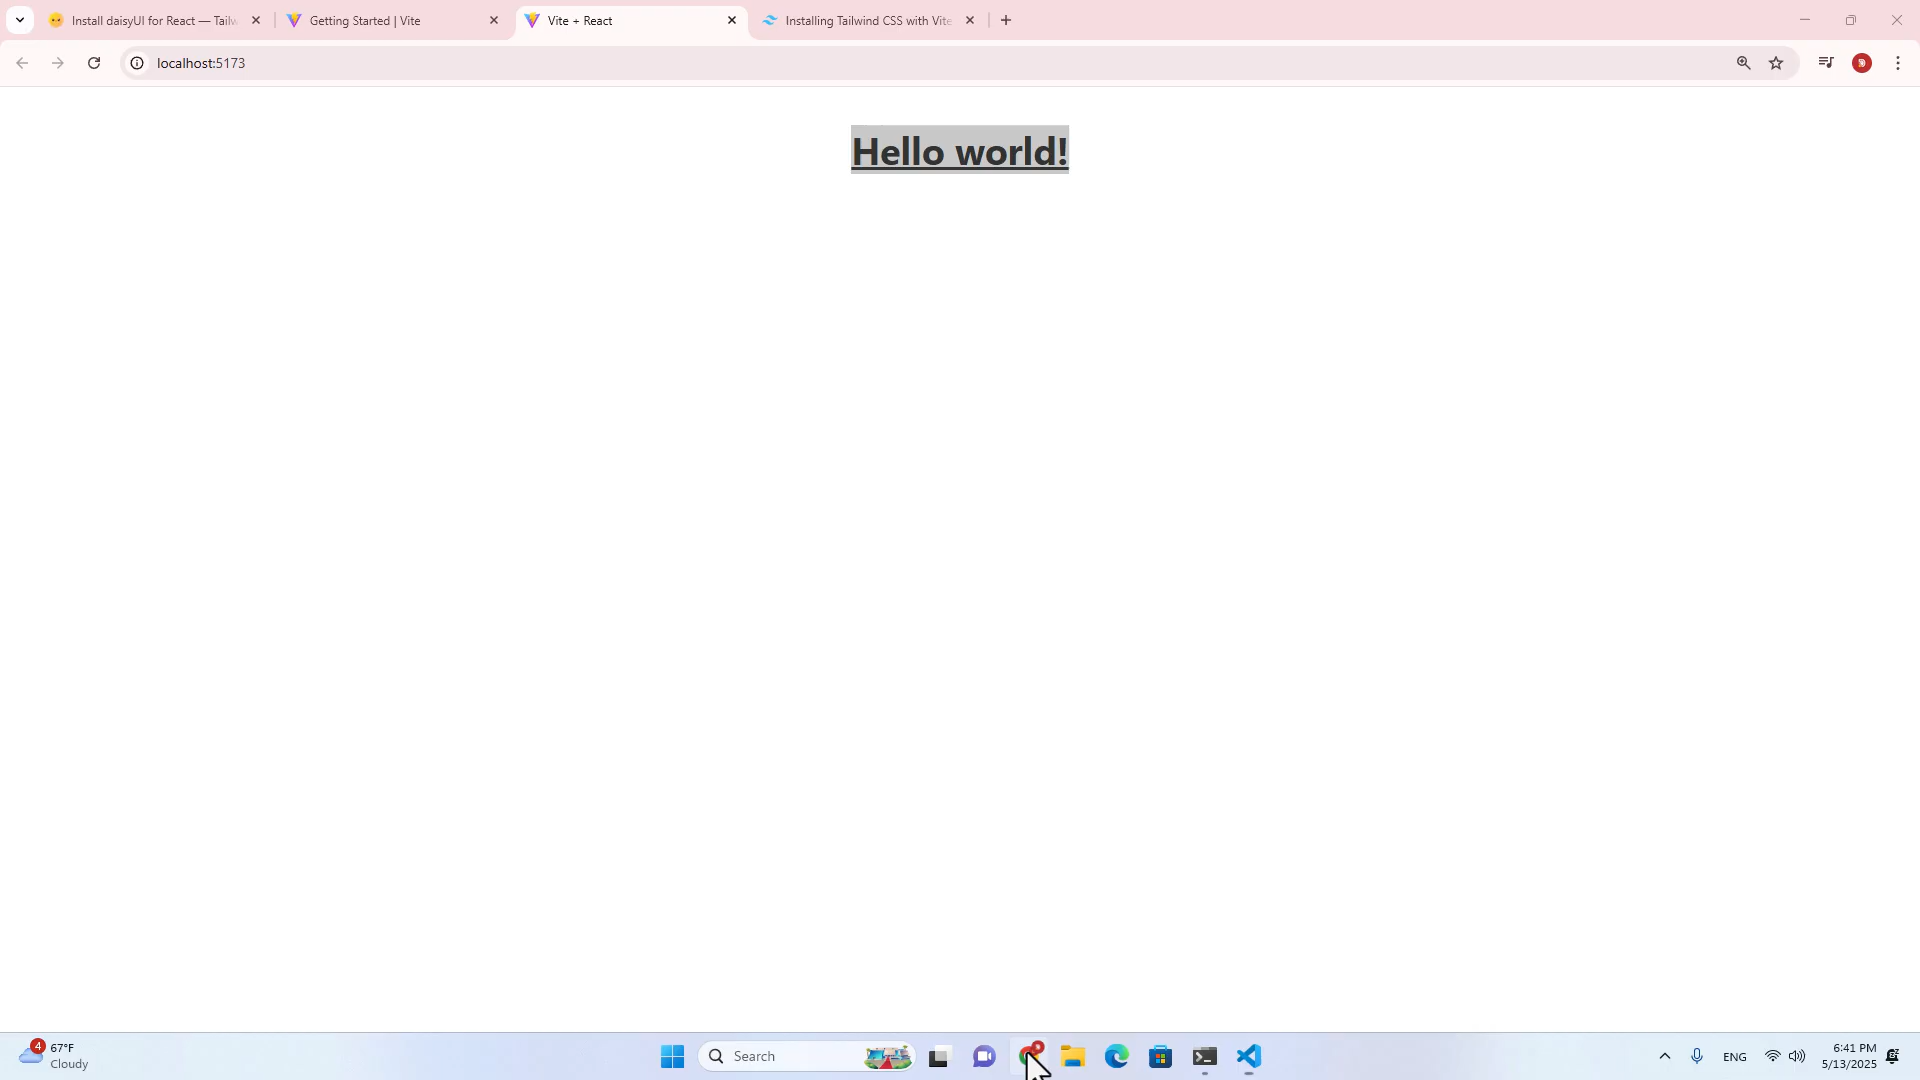 Install daisyUI for React — Tailw
Getting Started | Vite
Vite + React
Installing Tailwind CSS with Vite
localhost:5173
Hello world!
4
67°F
Cloudy
Search
ENG
6:41 PM
5/13/2025